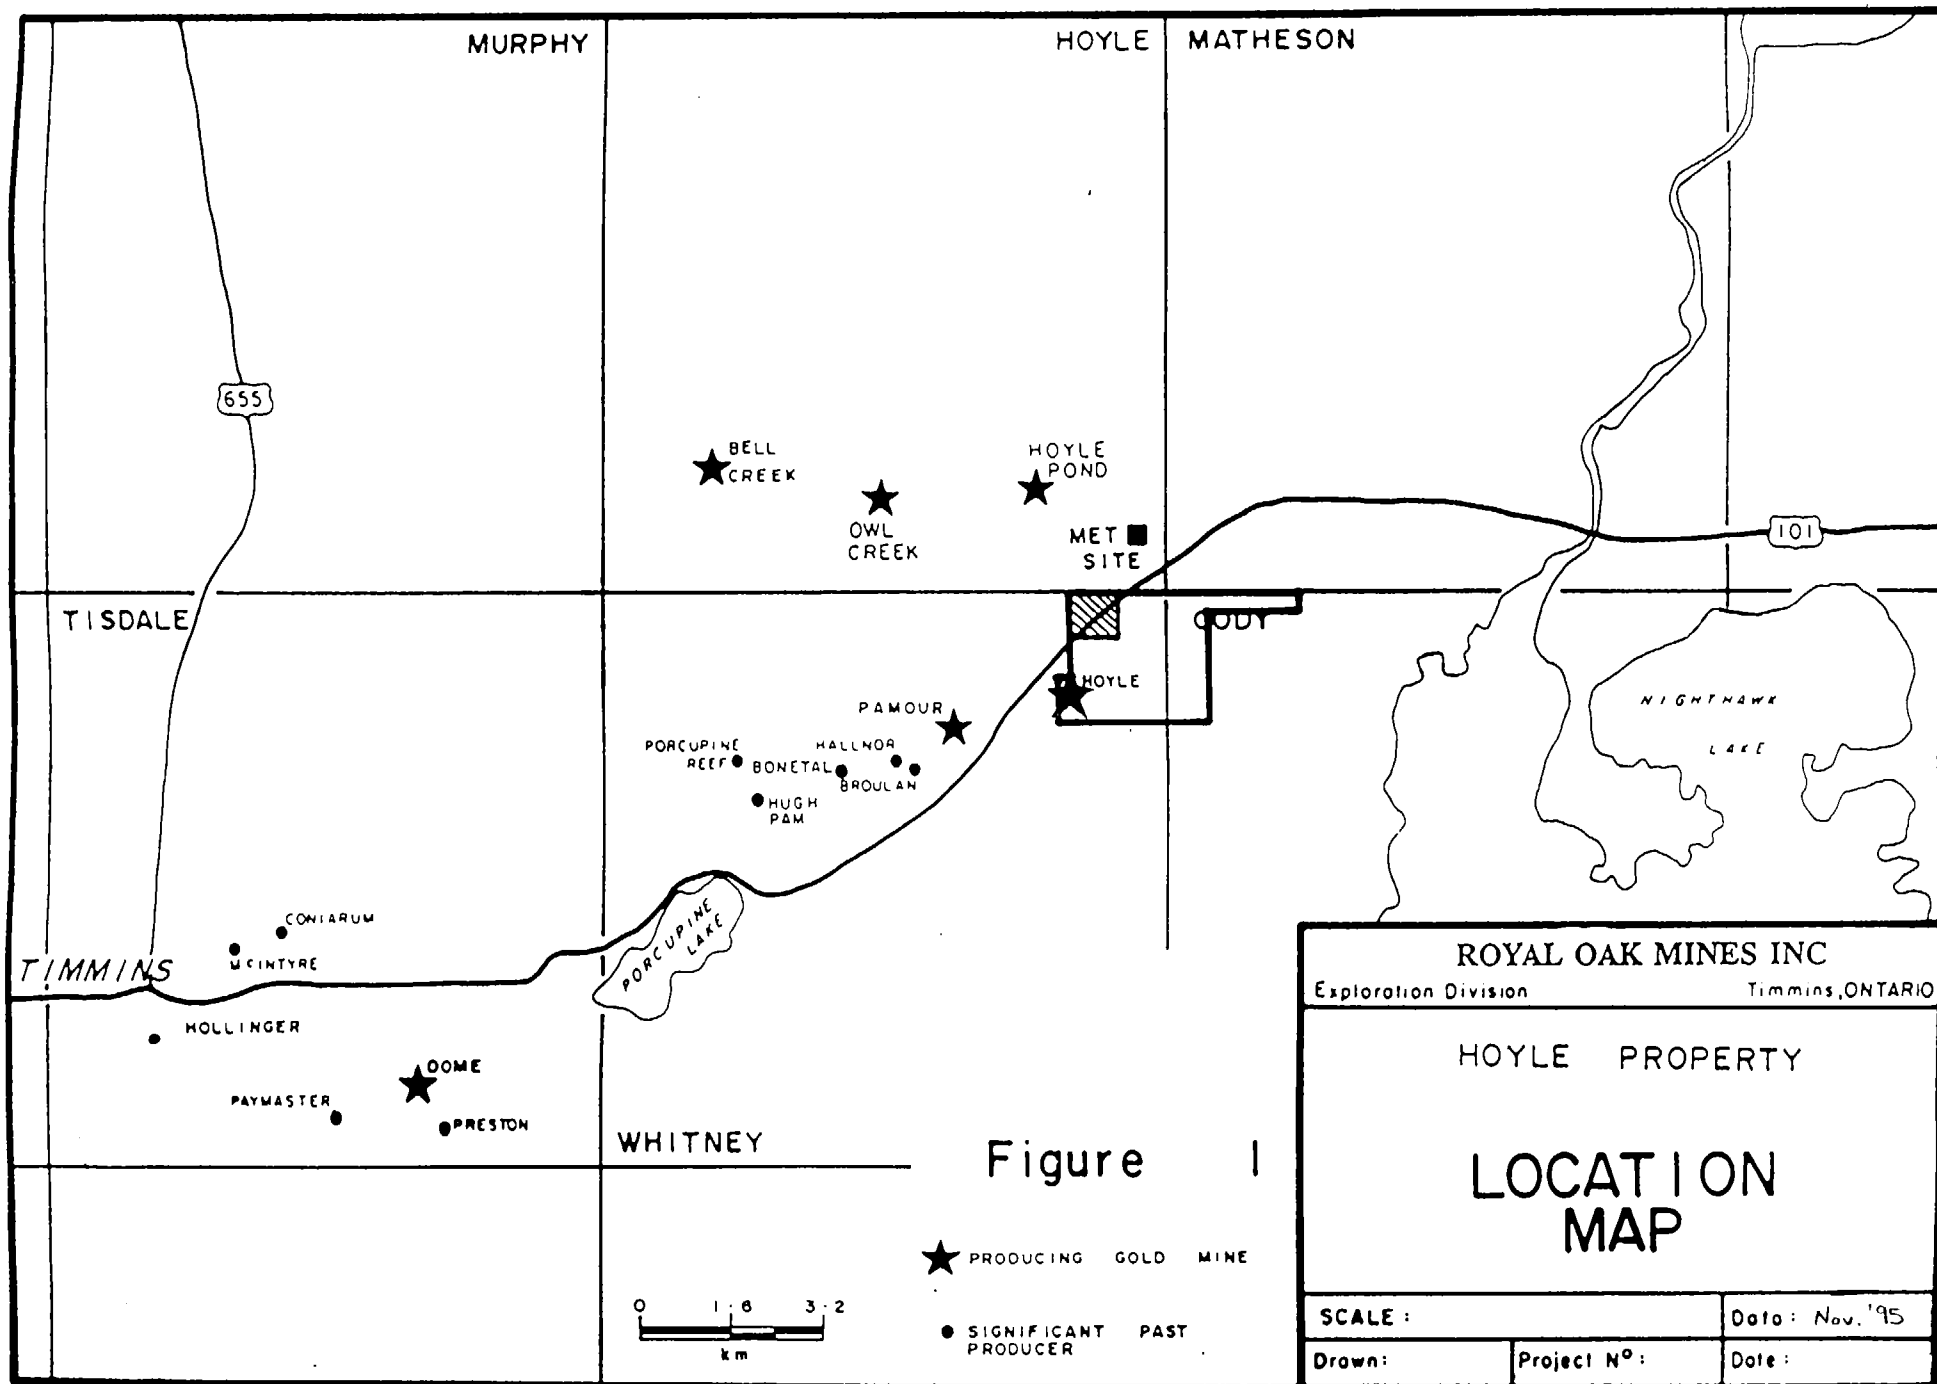 MURPHY
HOYLE
MATHESON
655
BELL
CREEK
OWL
CREEK
HOYLE
POND
MET
SITE
101
TISDALE
CODY
HOYLE
NIGHTHAWK
LAKE
PAMOUR
PORCUPINE
REEF
BONETAL
HALLNOR
BROULAN
HUGH
PAM
PORCUPINE
LAKE
CONIARUM
MCINTYRE
TIMMINS
HOLLINGER
DOME
PAYMASTER
PRESTON
WHITNEY
Figure 1
PRODUCING GOLD MINE
SIGNIFICANT PAST
PRODUCER
0 1·6 3·2
km
ROYAL OAK MINES INC
Exploration Division Timmins,ONTARIO
HOYLE PROPERTY
LOCATION
MAP
SCALE: Data: Nov. '95
Drawn: Project Nº: Date: